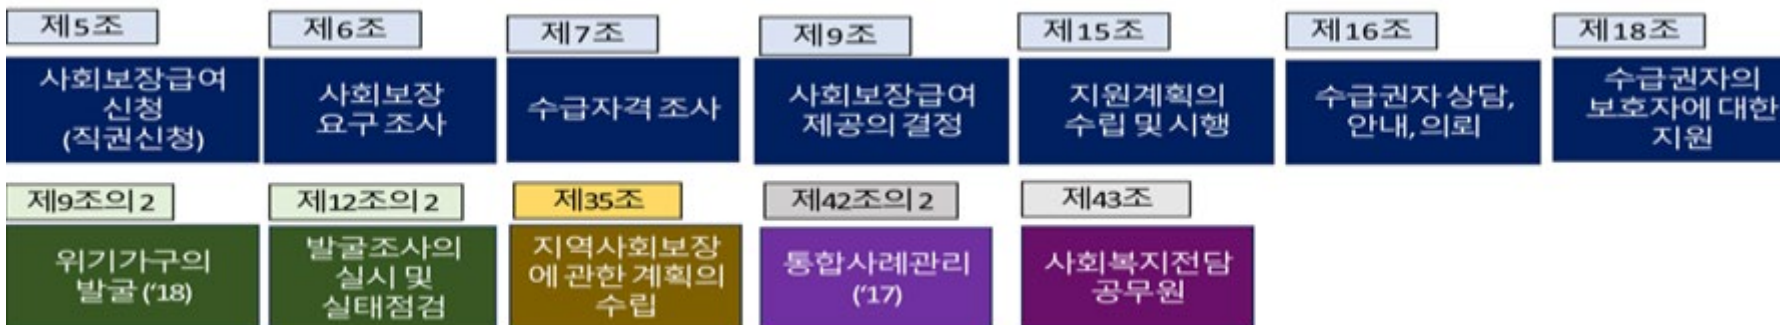 제5조
사회보장급여
신청
(직권신청)
제6조
사회보장
요구 조사
제7조
수급자격 조사
제9조
사회보장급여
제공의 결정
제15조
지원계획의
수립 및 시행
제16조
수급권자 상담,
안내, 의뢰
제18조
수급권자의
보호자에 대한
지원
제9조의 2
위기가구의
발굴 ('18)
제12조의 2
발굴조사의
실시 및
실태점검
제35조
지역사회보장
에 관한 계획의
수립
제42조의 2
통합사례관리
('17)
제43조
사회복지전담
공무원